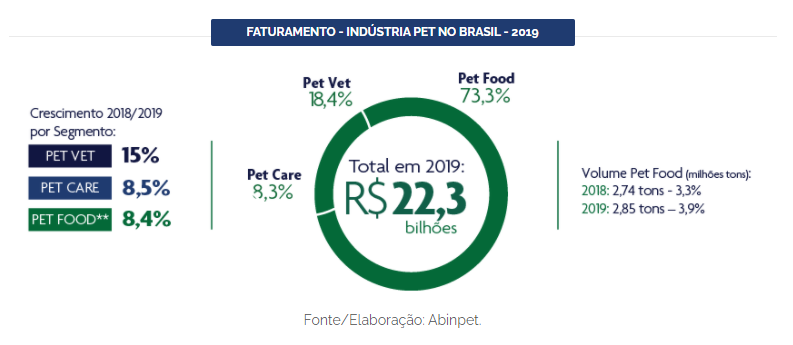 FATURAMENTO - INDÚSTRIA PET NO BRASIL - 2019
Crescimento 2018/2019
por Segmento:
PET VET 15%
PET CARE 8,5%
PET FOOD** 8,4%
Pet Vet
18,4%
Pet Food
73,3%
Pet Care
8,3%
Total em 2019:
R$ 22,3
bilhões
Volume Pet Food (milhões tons):
2018: 2,74 tons - 3,3%
2019: 2,85 tons – 3,9%
Fonte/Elaboração: Abinpet.